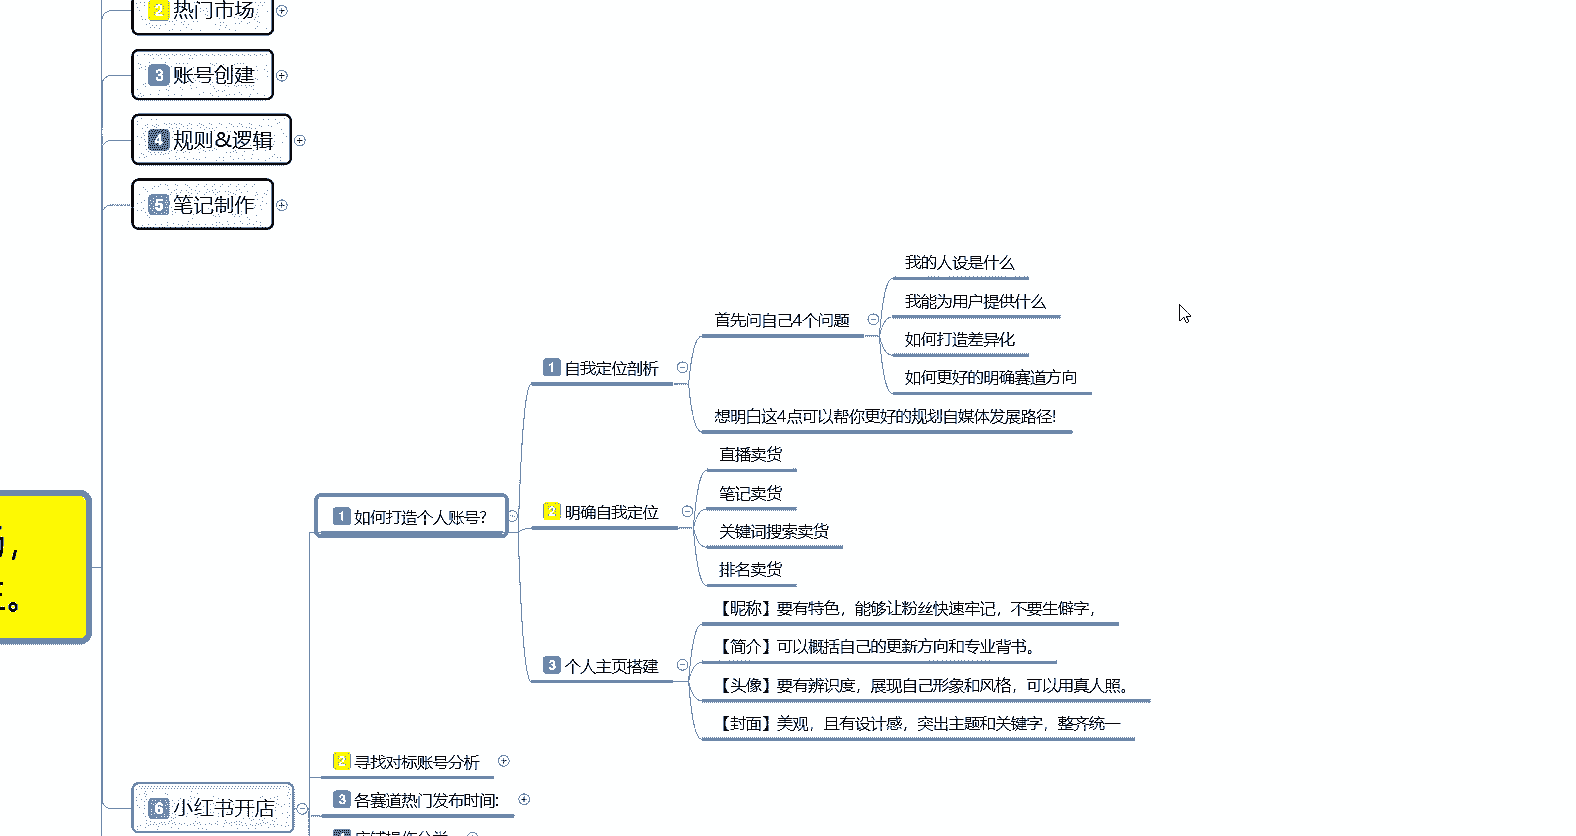 2 热门市场
3 账号创建
4 规则&逻辑
5 笔记制作
我的人设是什么
我能为用户提供什么
首先问自己4个问题
如何打造差异化
如何更好的明确赛道方向
1 自我定位剖析
想明白这4点可以帮你更好的规划自媒体发展路径!
直播卖货
笔记卖货
1 如何打造个人账号?
2 明确自我定位
关键词搜索卖货
排名卖货
【昵称】要有特色，能够让粉丝快速牢记，不要生僻字，
【简介】可以概括自己的更新方向和专业背书。
3 个人主页搭建
【头像】要有辨识度，展现自己形象和风格，可以用真人照。
【封面】美观，且有设计感，突出主题和关键字，整齐统一
2 寻找对标账号分析
3 各赛道热门发布时间:
6 小红书开店